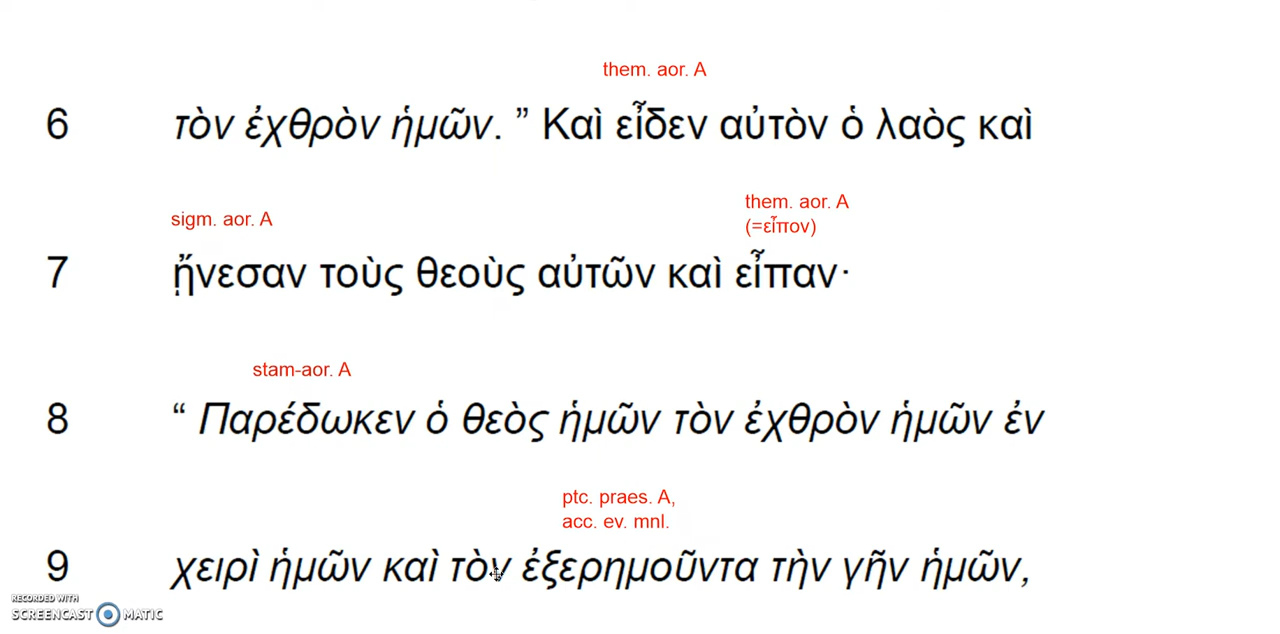 them. aor. A
6 τὸν ἐχθρὸν ἡμῶν. ” Καὶ εἶδεν αὐτὸν ὁ λαὸς καὶ
sigm. aor. A
them. aor. A
(=εἶπον)
7 ᾔνεσαν τοὺς θεοὺς αὐτῶν καὶ εἶπαν·
stam-aor. A
8 “ Παρέδωκεν ὁ θεὸς ἡμῶν τὸν ἐχθρὸν ἡμῶν ἐν
ptc. praes. A,
acc. ev. mnl.
9 χειρὶ ἡμῶν καὶ τὸν ἐξερημοῦντα τὴν γῆν ἡμῶν,
RECORDED WITH
SCREENCAST MATIC